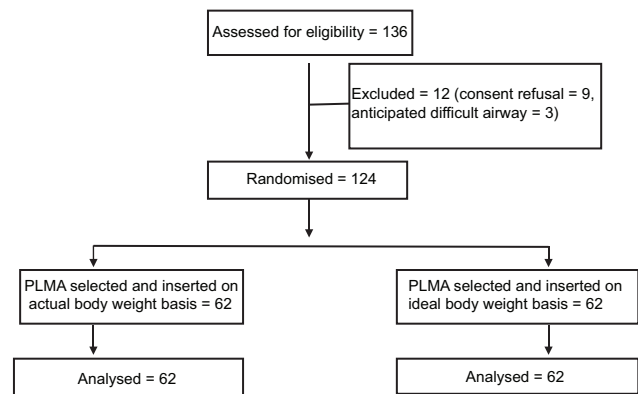 Assessed for eligibility = 136
Excluded = 12 (consent refusal = 9,
anticipated difficult airway = 3)
Randomised = 124
PLMA selected and inserted on
actual body weight basis = 62
PLMA selected and inserted on
ideal body weight basis = 62
Analysed = 62
Analysed = 62